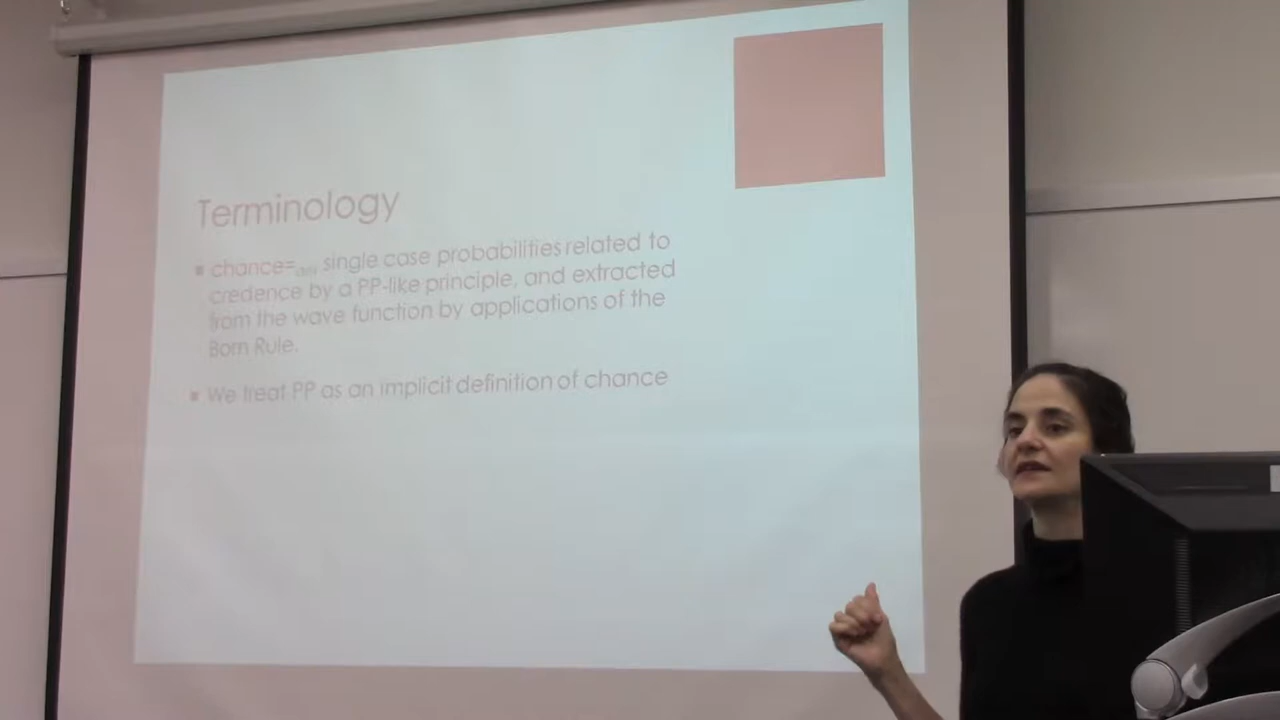 Terminology
chance=def single case probabilities related to
credence by a PP-like principle, and extracted
from the wave function by applications of the
Born Rule.
We treat PP as an implicit definition of chance